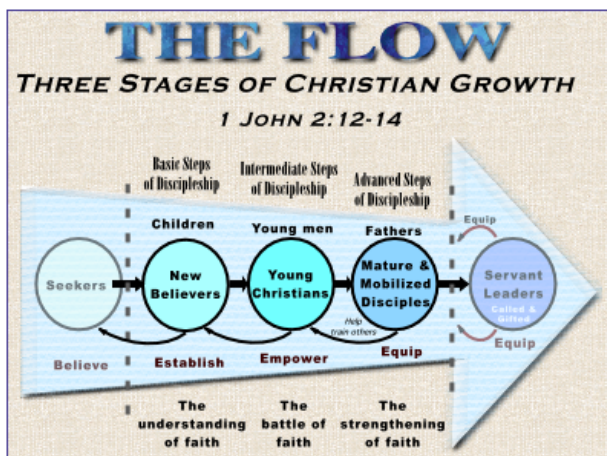 THE FLOW
THREE STAGES OF CHRISTIAN GROWTH
1 JOHN 2:12-14
Basic Steps
of Discipleship
Intermediate Steps
of Discipleship
Advanced Steps
of Discipleship
Children
Young men
Fathers
Equip
Seekers
New
Believers
Young
Christians
Mature &
Mobilized
Disciples
Servant
Leaders
Called &
Gifted
Help
train others
Believe
Establish
Empower
Equip
Equip
The
understanding
of faith
The
battle of
faith
The
strengthening
of faith